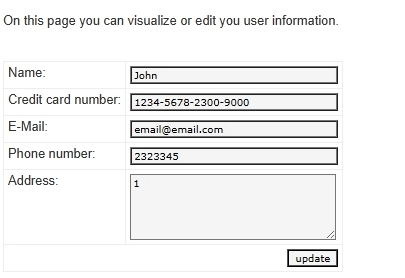 On this page you can visualize or edit you user information.
Name: John
Credit card number: 1234-5678-2300-9000
E-Mail: email@email.com
Phone number: 2323345
Address: 1
update